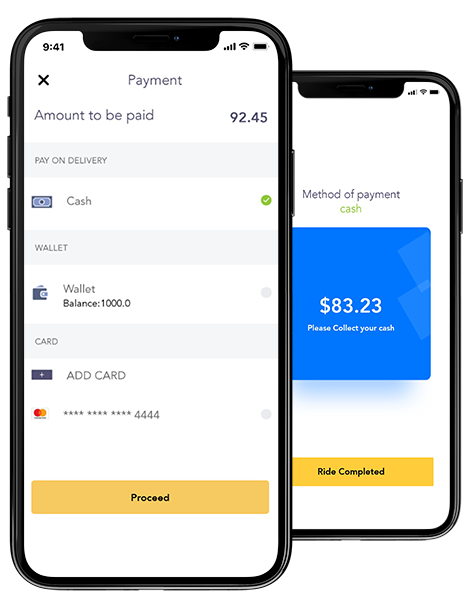 9:41
Payment
Amount to be paid 92.45
PAY ON DELIVERY
Cash
WALLET
Wallet
Balance:1000.0
CARD
ADD CARD
**** **** **** 4444
Proceed
Method of payment
cash
$83.23
Please Collect your cash
Ride Completed